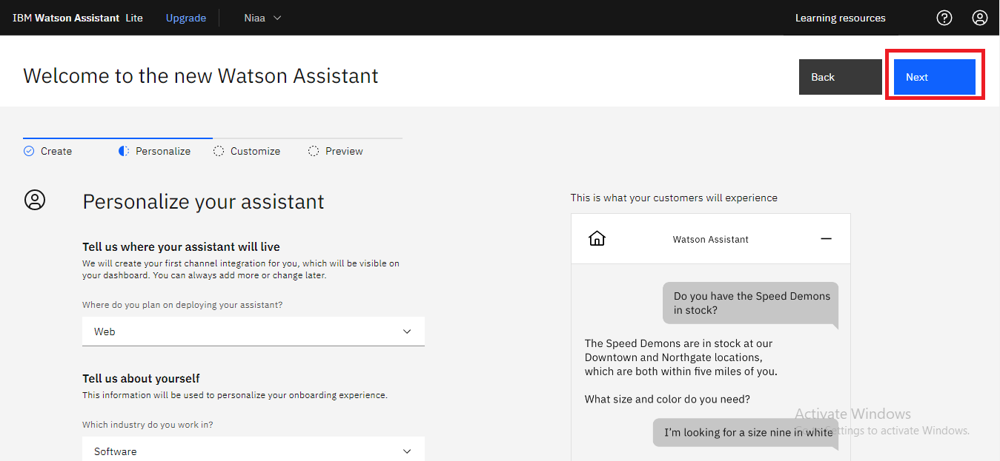 IBM Watson Assistant Lite Upgrade Niaa Learning resources
Welcome to the new Watson Assistant
Back Next
Create Personalize Customize Preview
Personalize your assistant
Tell us where your assistant will live
We will create your first channel integration for you, which will be visible on
your dashboard. You can always add more or change later.
Where do you plan on deploying your assistant?
Web
Tell us about yourself
This information will be used to personalize your onboarding experience.
Which industry do you work in?
Software
This is what your customers will experience
Watson Assistant
Do you have the Speed Demons
in stock?
The Speed Demons are in stock at our
Downtown and Northgate locations,
which are both within five miles of you.
What size and color do you need?
I'm looking for a size nine in white
Activate Windows
Go to Settings to activate Windows.